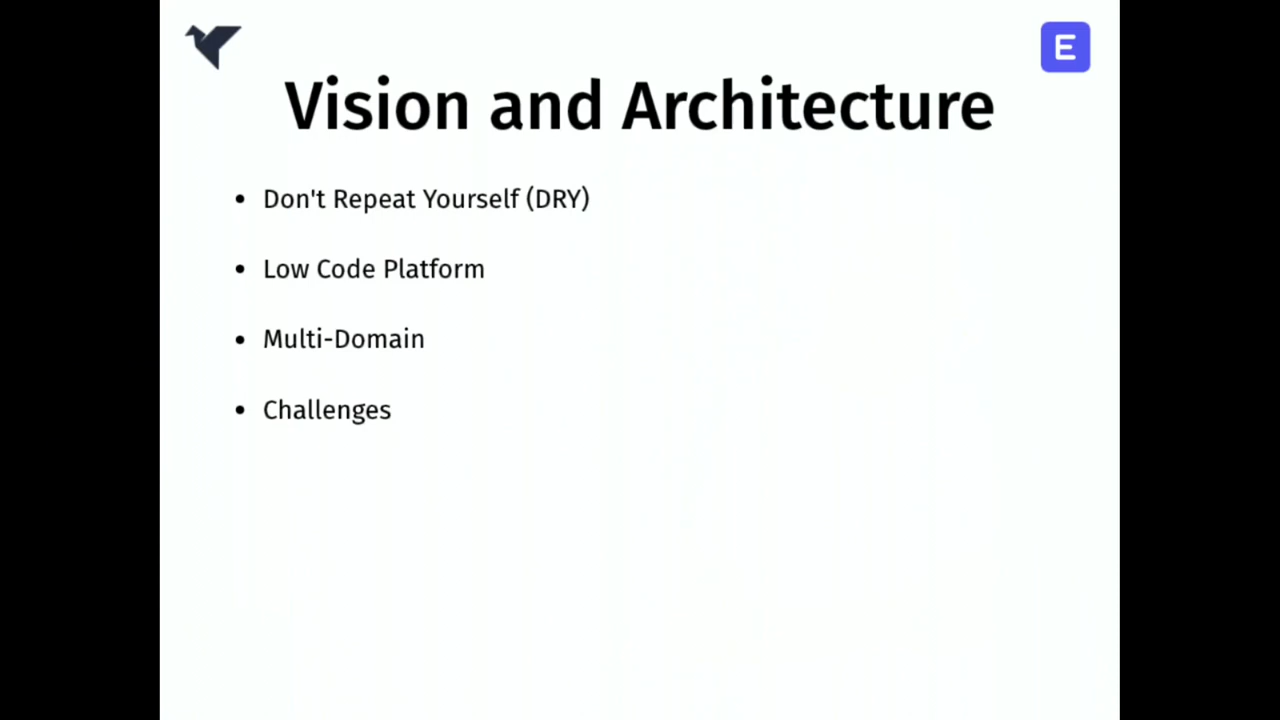 E
Vision and Architecture
Don't Repeat Yourself (DRY)
Low Code Platform
Multi-Domain
Challenges